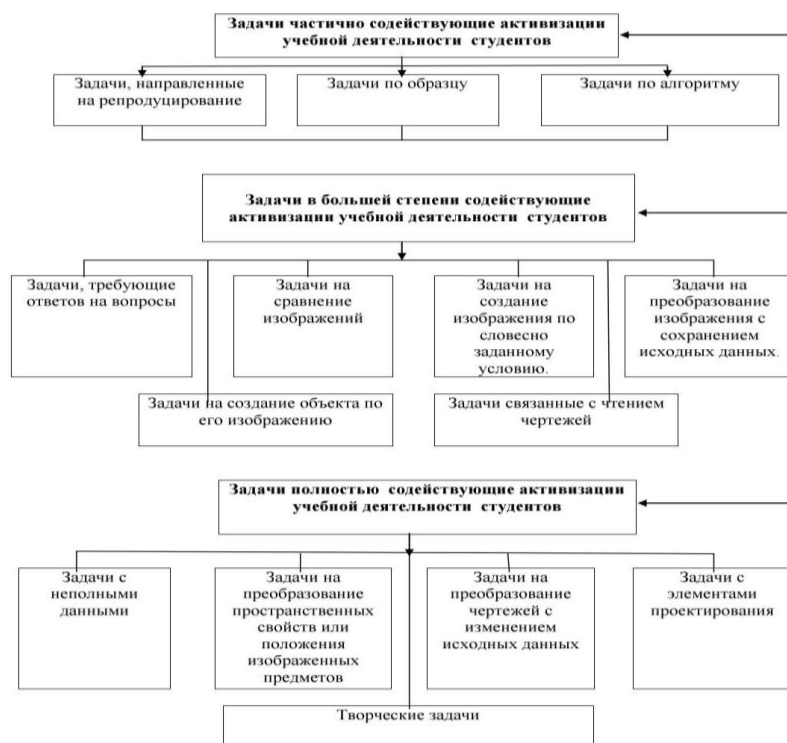 Задачи частично содействующие активизации
учебной деятельности студентов
Задачи, направленные
на репродуцирование
Задачи по образцу
Задачи по алгоритму
Задачи в большей степени содействующие
активизации учебной деятельности студентов
Задачи, требующие
ответов на вопросы
Задачи на
сравнение
изображений
Задачи на
создание
изображения по
словесно
заданному
условию.
Задачи на
преобразование
изображения с
сохранением
исходных данных.
Задачи на создание объекта по
его изображению
Задачи связанные с чтением
чертежей
Задачи полностью содействующие активизации
учебной деятельности студентов
Задачи с
неполными
данными
Задачи на
преобразование
пространственных
свойств или
положения
изображенных
предметов
Задачи на
преобразование
чертежей с
изменением
исходных данных
Задачи с
элементами
проектирования
Творческие задачи